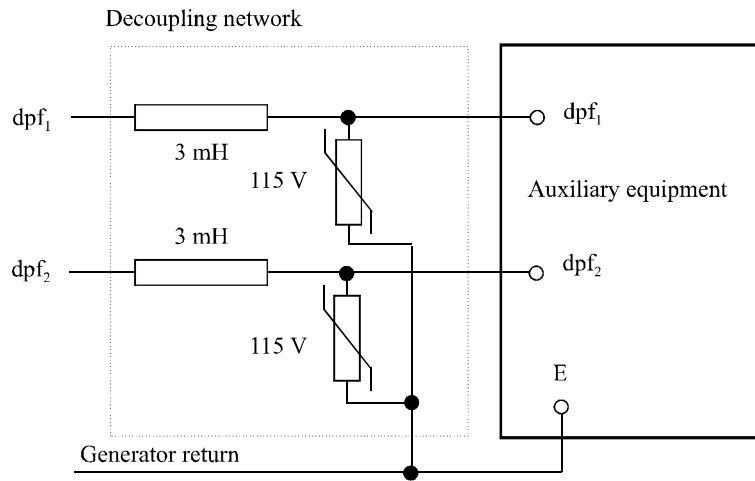 Decoupling network
dpf₁
3 mH
115 V
dpf₁
Auxiliary equipment
dpf₂
3 mH
115 V
dpf₂
E
Generator return